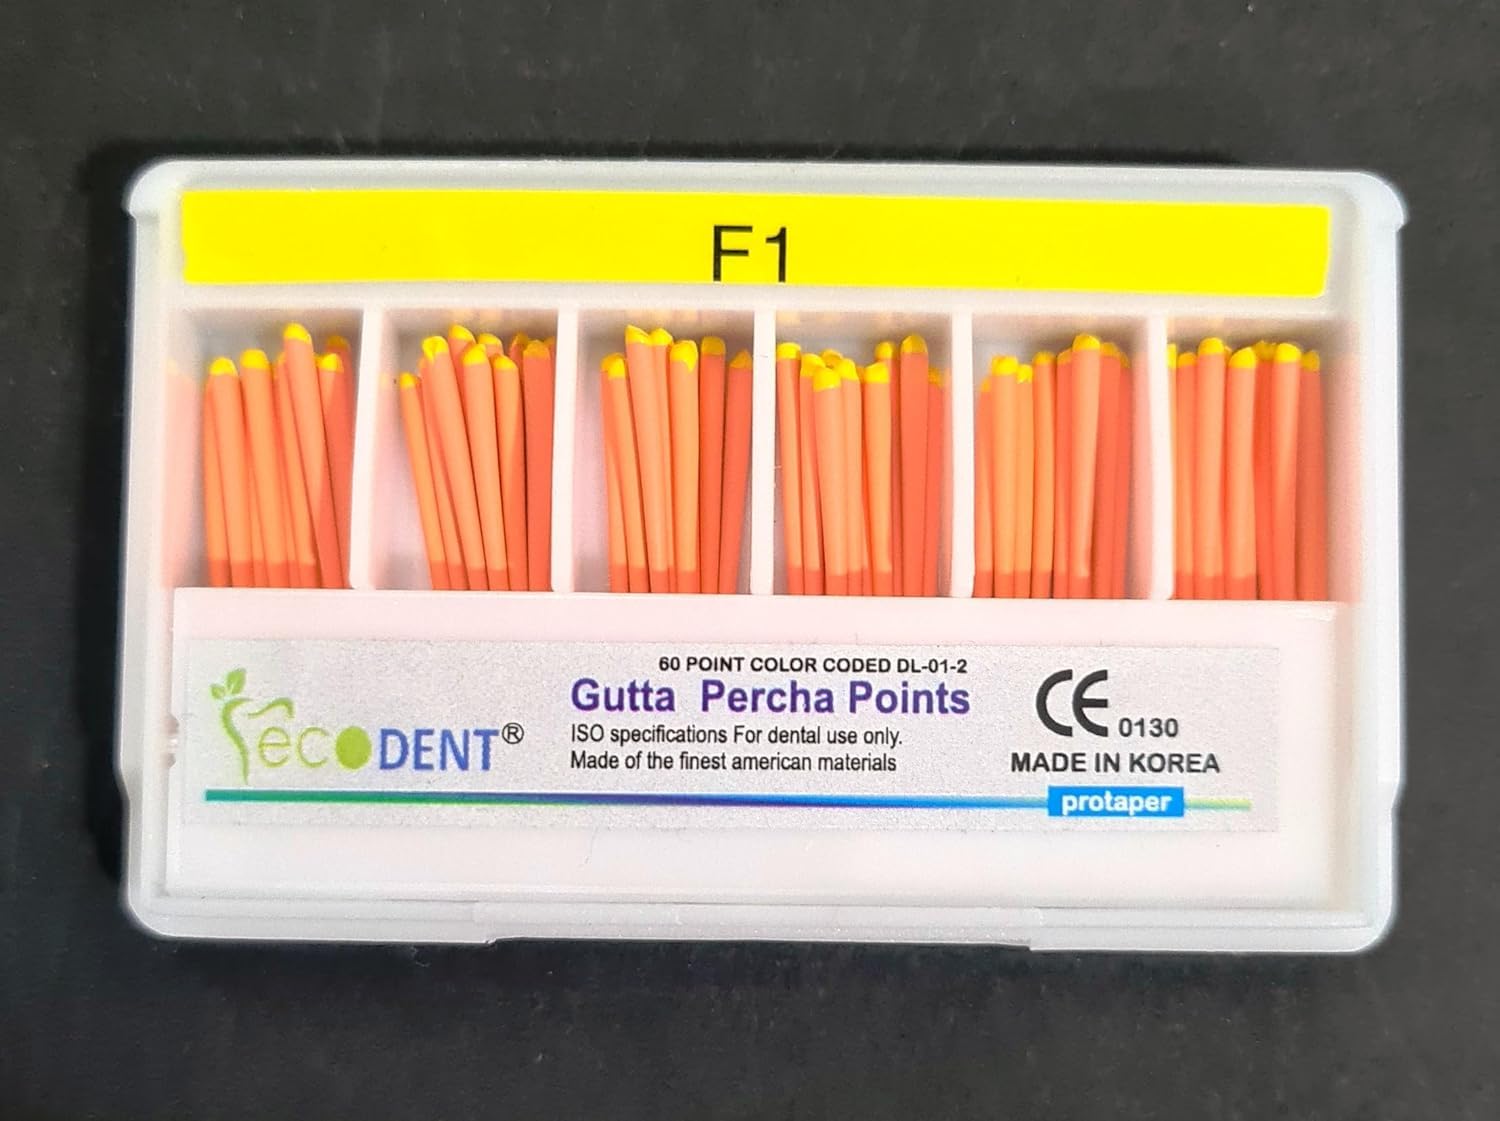 F1
60 POINT COLOR CODED DL-01-2
Gutta Percha Points
ecoDENT®
ISO specifications For dental use only.
Made of the finest american materials
CE 0130
MADE IN KOREA
protaper